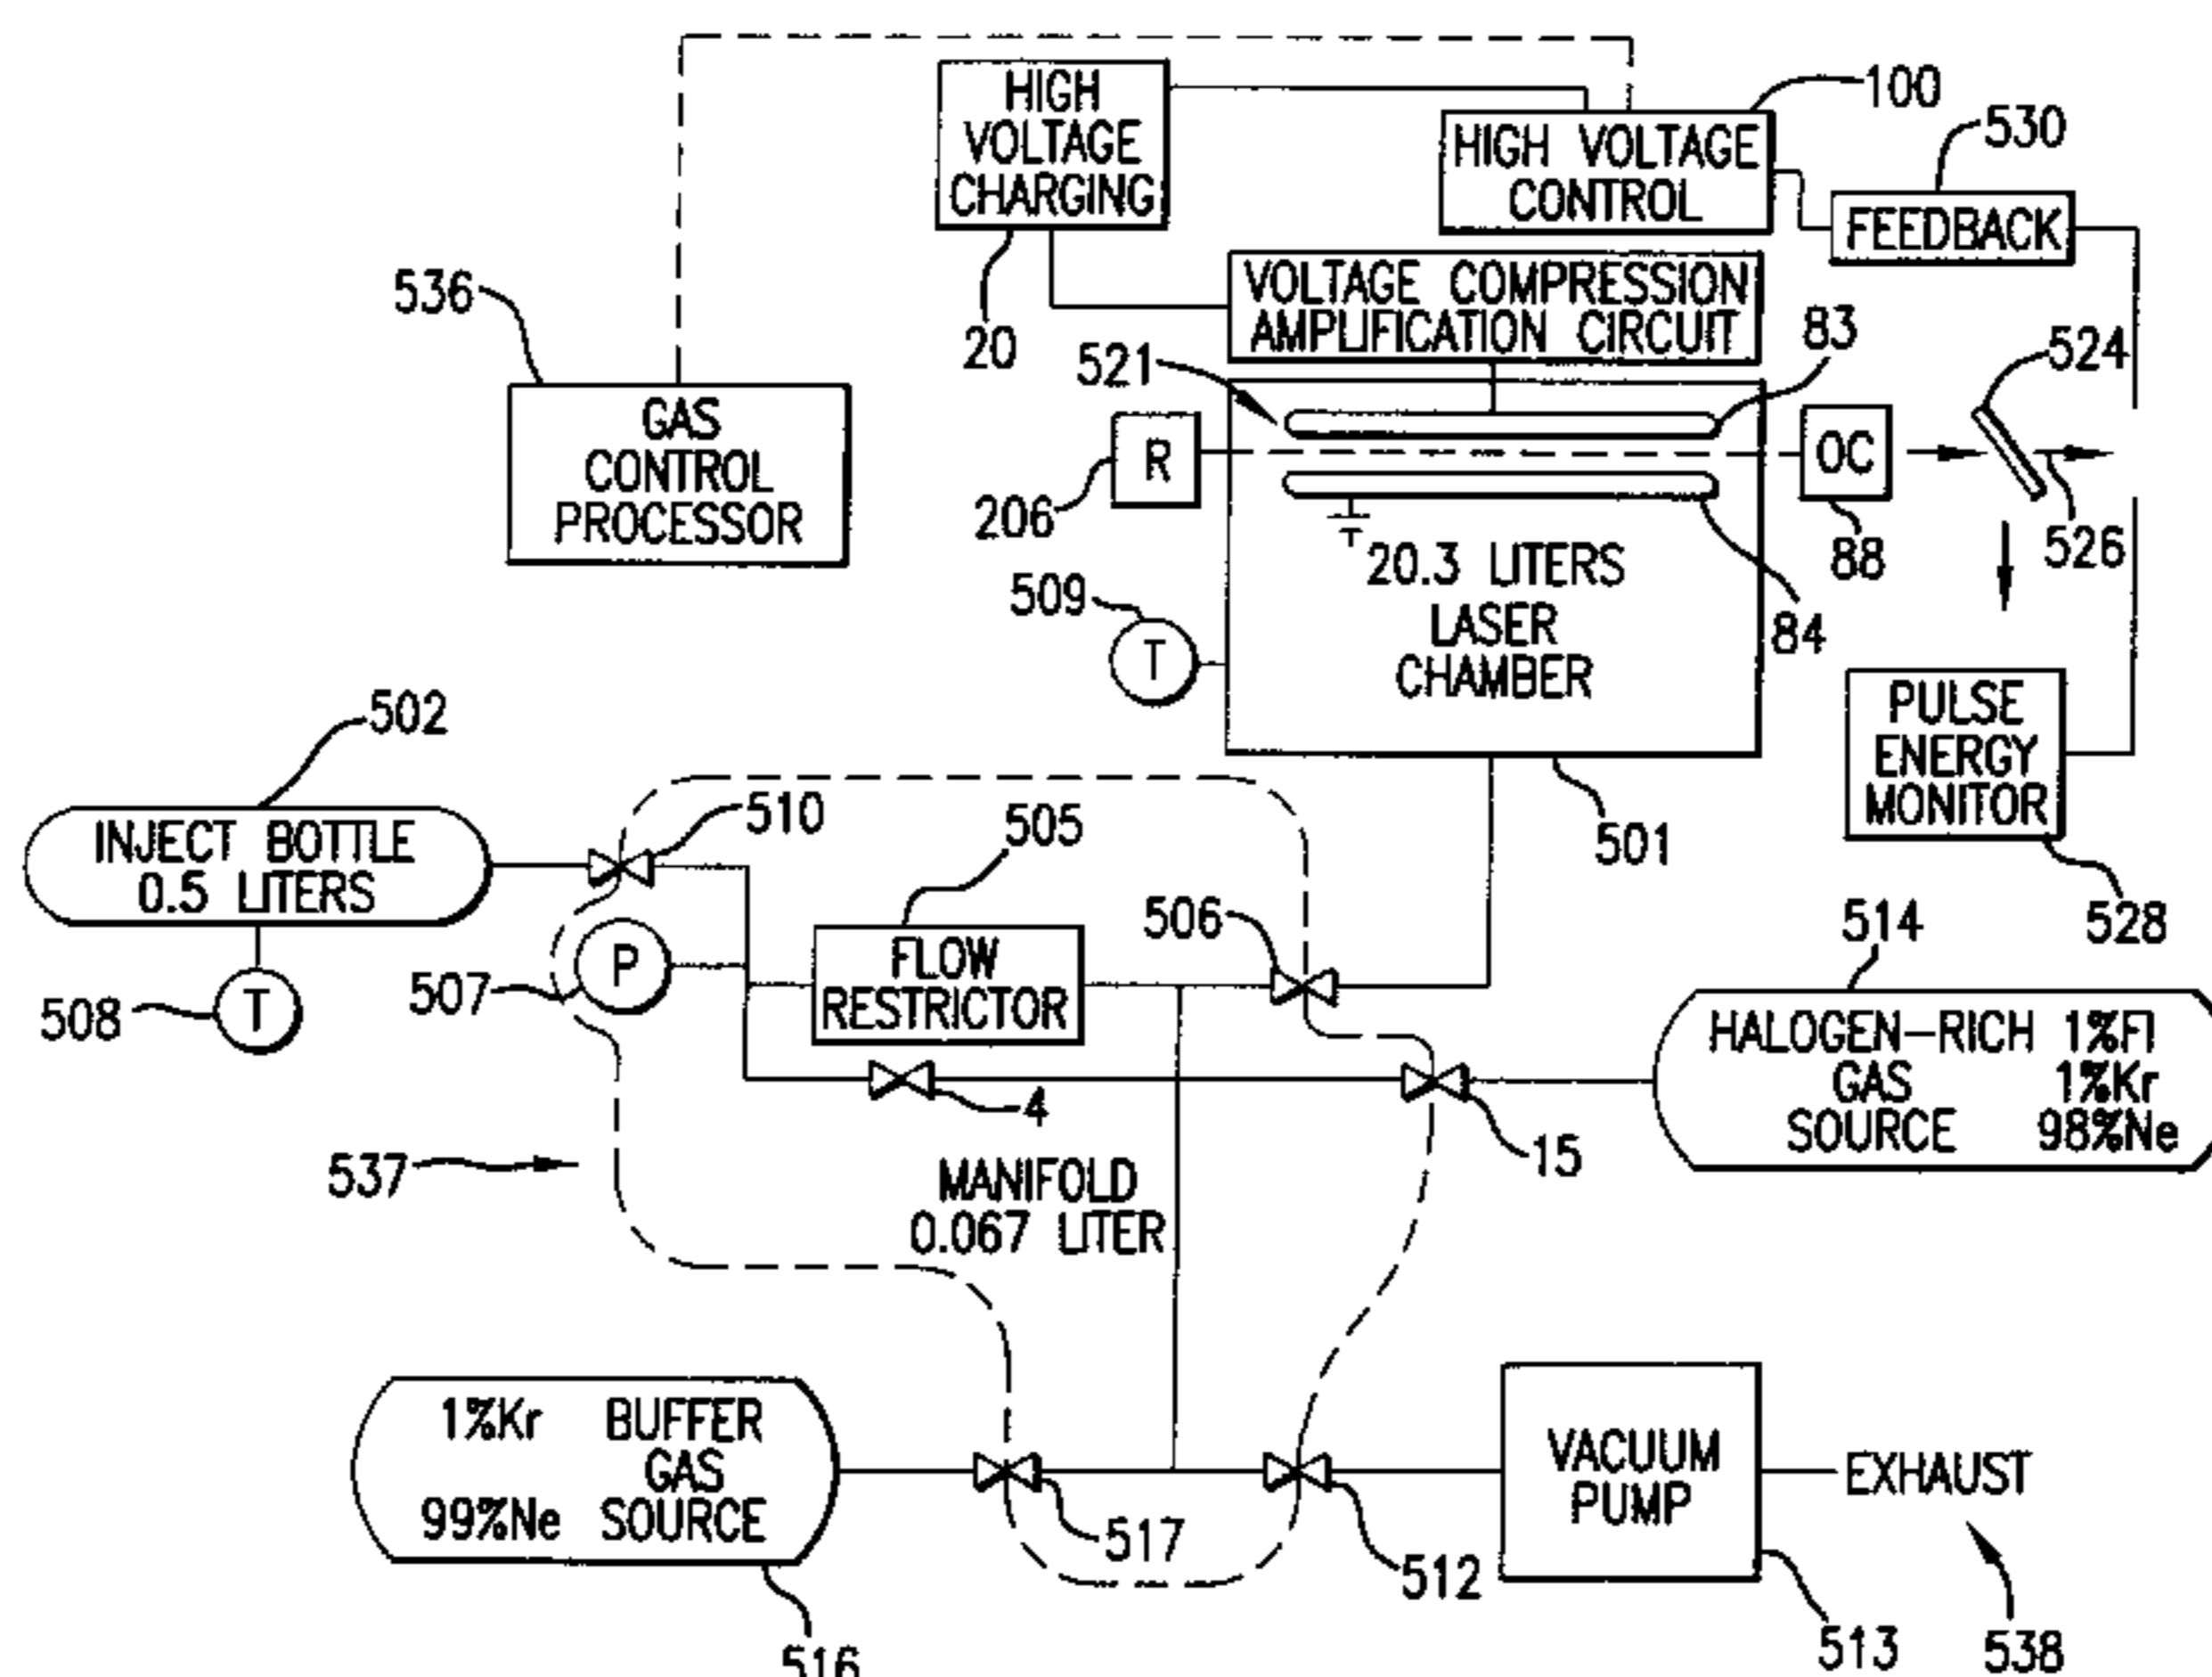 HIGH
VOLTAGE
CHARGING
100
HIGH VOLTAGE
CONTROL
530
FEEDBACK
536
20
VOLTAGE COMPRESSION
AMPLIFICATION CIRCUIT
83
524
521
GAS
CONTROL
PROCESSOR
R
OC
206
88
526
20.3 LITERS
LASER
CHAMBER
84
509
T
PULSE
ENERGY
MONITOR
502
510
505
501
INJECT BOTTLE
0.5 LITERS
506
514
528
P
FLOW
RESTRICTOR
507
508
T
HALOGEN-RICH 1%Fl
GAS 1%Kr
SOURCE 98%Ne
4
15
537
MANIFOLD
0.067 LITER
1%Kr BUFFER
GAS
99%Ne SOURCE
VACUUM
PUMP
EXHAUST
517
512
513
538
516